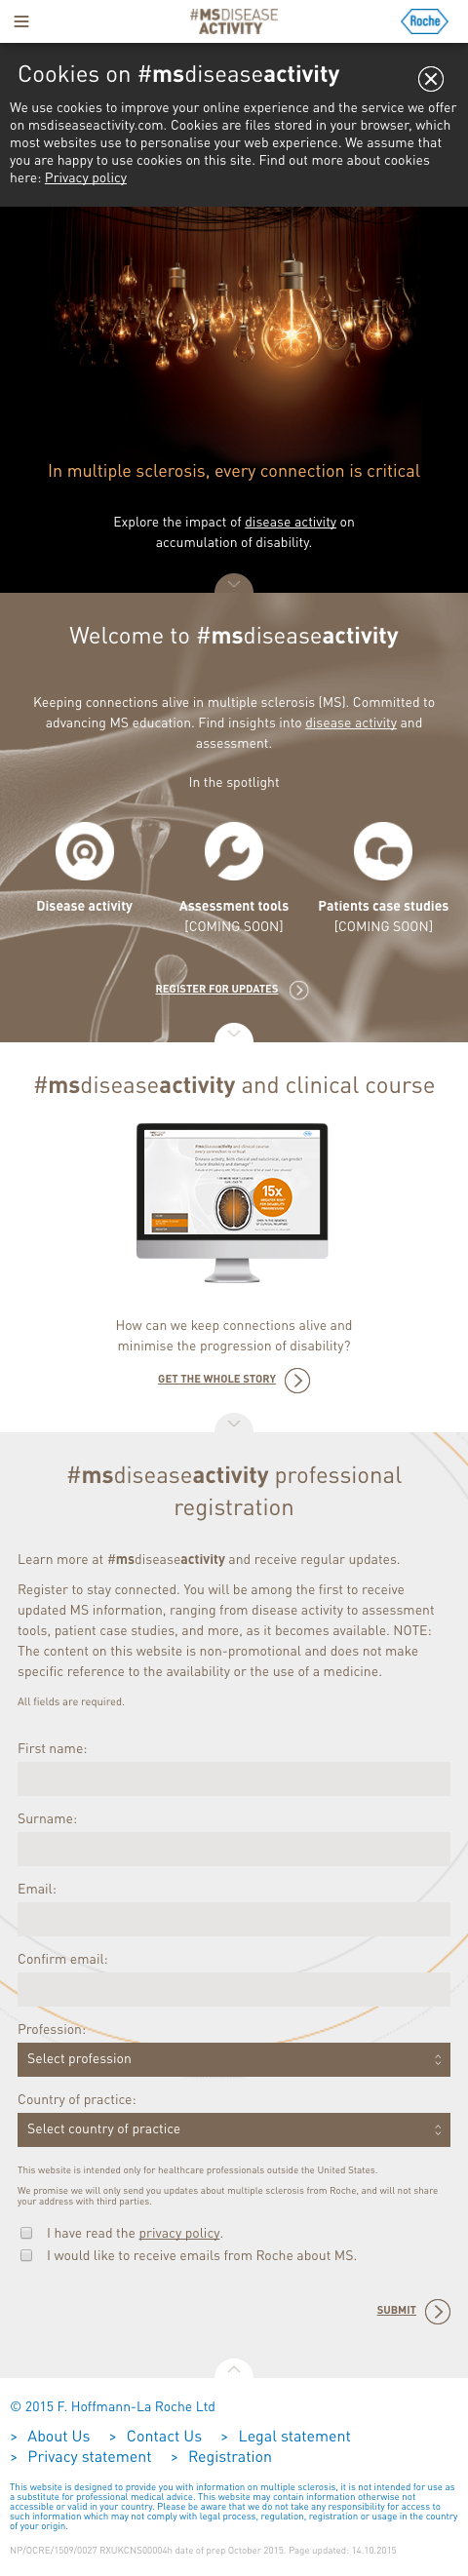 #MSDISEASE
ACTIVITY
Roche
Cookies on #msdiseaseactivity
We use cookies to improve your online experience and the service we offer
on msdiseaseactivity.com. Cookies are files stored in your browser, which
most websites use to personalise your web experience. We assume that
you are happy to use cookies on this site. Find out more about cookies
here: Privacy policy
In multiple sclerosis, every connection is critical
Explore the impact of disease activity on
accumulation of disability.
Welcome to #msdiseaseactivity
Keeping connections alive in multiple sclerosis (MS). Committed to
advancing MS education. Find insights into disease activity and
assessment.
In the spotlight
Disease activity
Assessment tools
[COMING SOON]
Patients case studies
[COMING SOON]
REGISTER FOR UPDATES
#msdiseaseactivity and clinical course
15x
How can we keep connections alive and
minimise the progression of disability?
GET THE WHOLE STORY
#msdiseaseactivity professional
registration
Learn more at #msdiseaseactivity and receive regular updates.
Register to stay connected. You will be among the first to receive
updated MS information, ranging from disease activity to assessment
tools, patient case studies, and more, as it becomes available. NOTE:
The content on this website is non-promotional and does not make
specific reference to the availability or the use of a medicine.
All fields are required.
First name:
Surname:
Email:
Confirm email:
Profession:
Select profession
Country of practice:
Select country of practice
This website is intended only for healthcare professionals outside the United States.
We promise we will only send you updates about multiple sclerosis from Roche, and will not share
your address with third parties.
I have read the privacy policy.
I would like to receive emails from Roche about MS.
SUBMIT
© 2015 F. Hoffmann-La Roche Ltd
> About Us > Contact Us > Legal statement
> Privacy statement > Registration
This website is designed to provide you with information on multiple sclerosis, it is not intended for use as
a substitute for professional medical advice. This website may contain information otherwise not
accessible or valid in your country. Please be aware that we do not take any responsibility for access to
such information which may not comply with legal process, regulation, registration or usage in the country
of your origin.
NP/OCRE/1509/0027 RXUKCNS00004h date of prep October 2015. Page updated: 14.10.2015